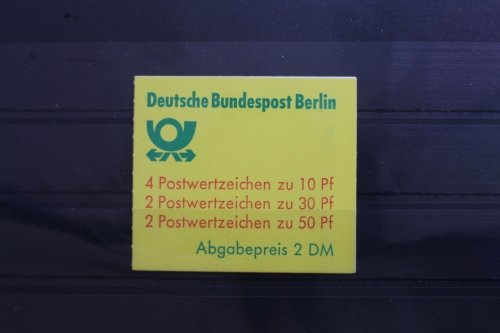 Deutsche Bundespost Berlin
4 Postwertzeichen zu 10 Pf
2 Postwertzeichen zu 30 Pf
2 Postwertzeichen zu 50 Pf
Abgabepreis 2 DM